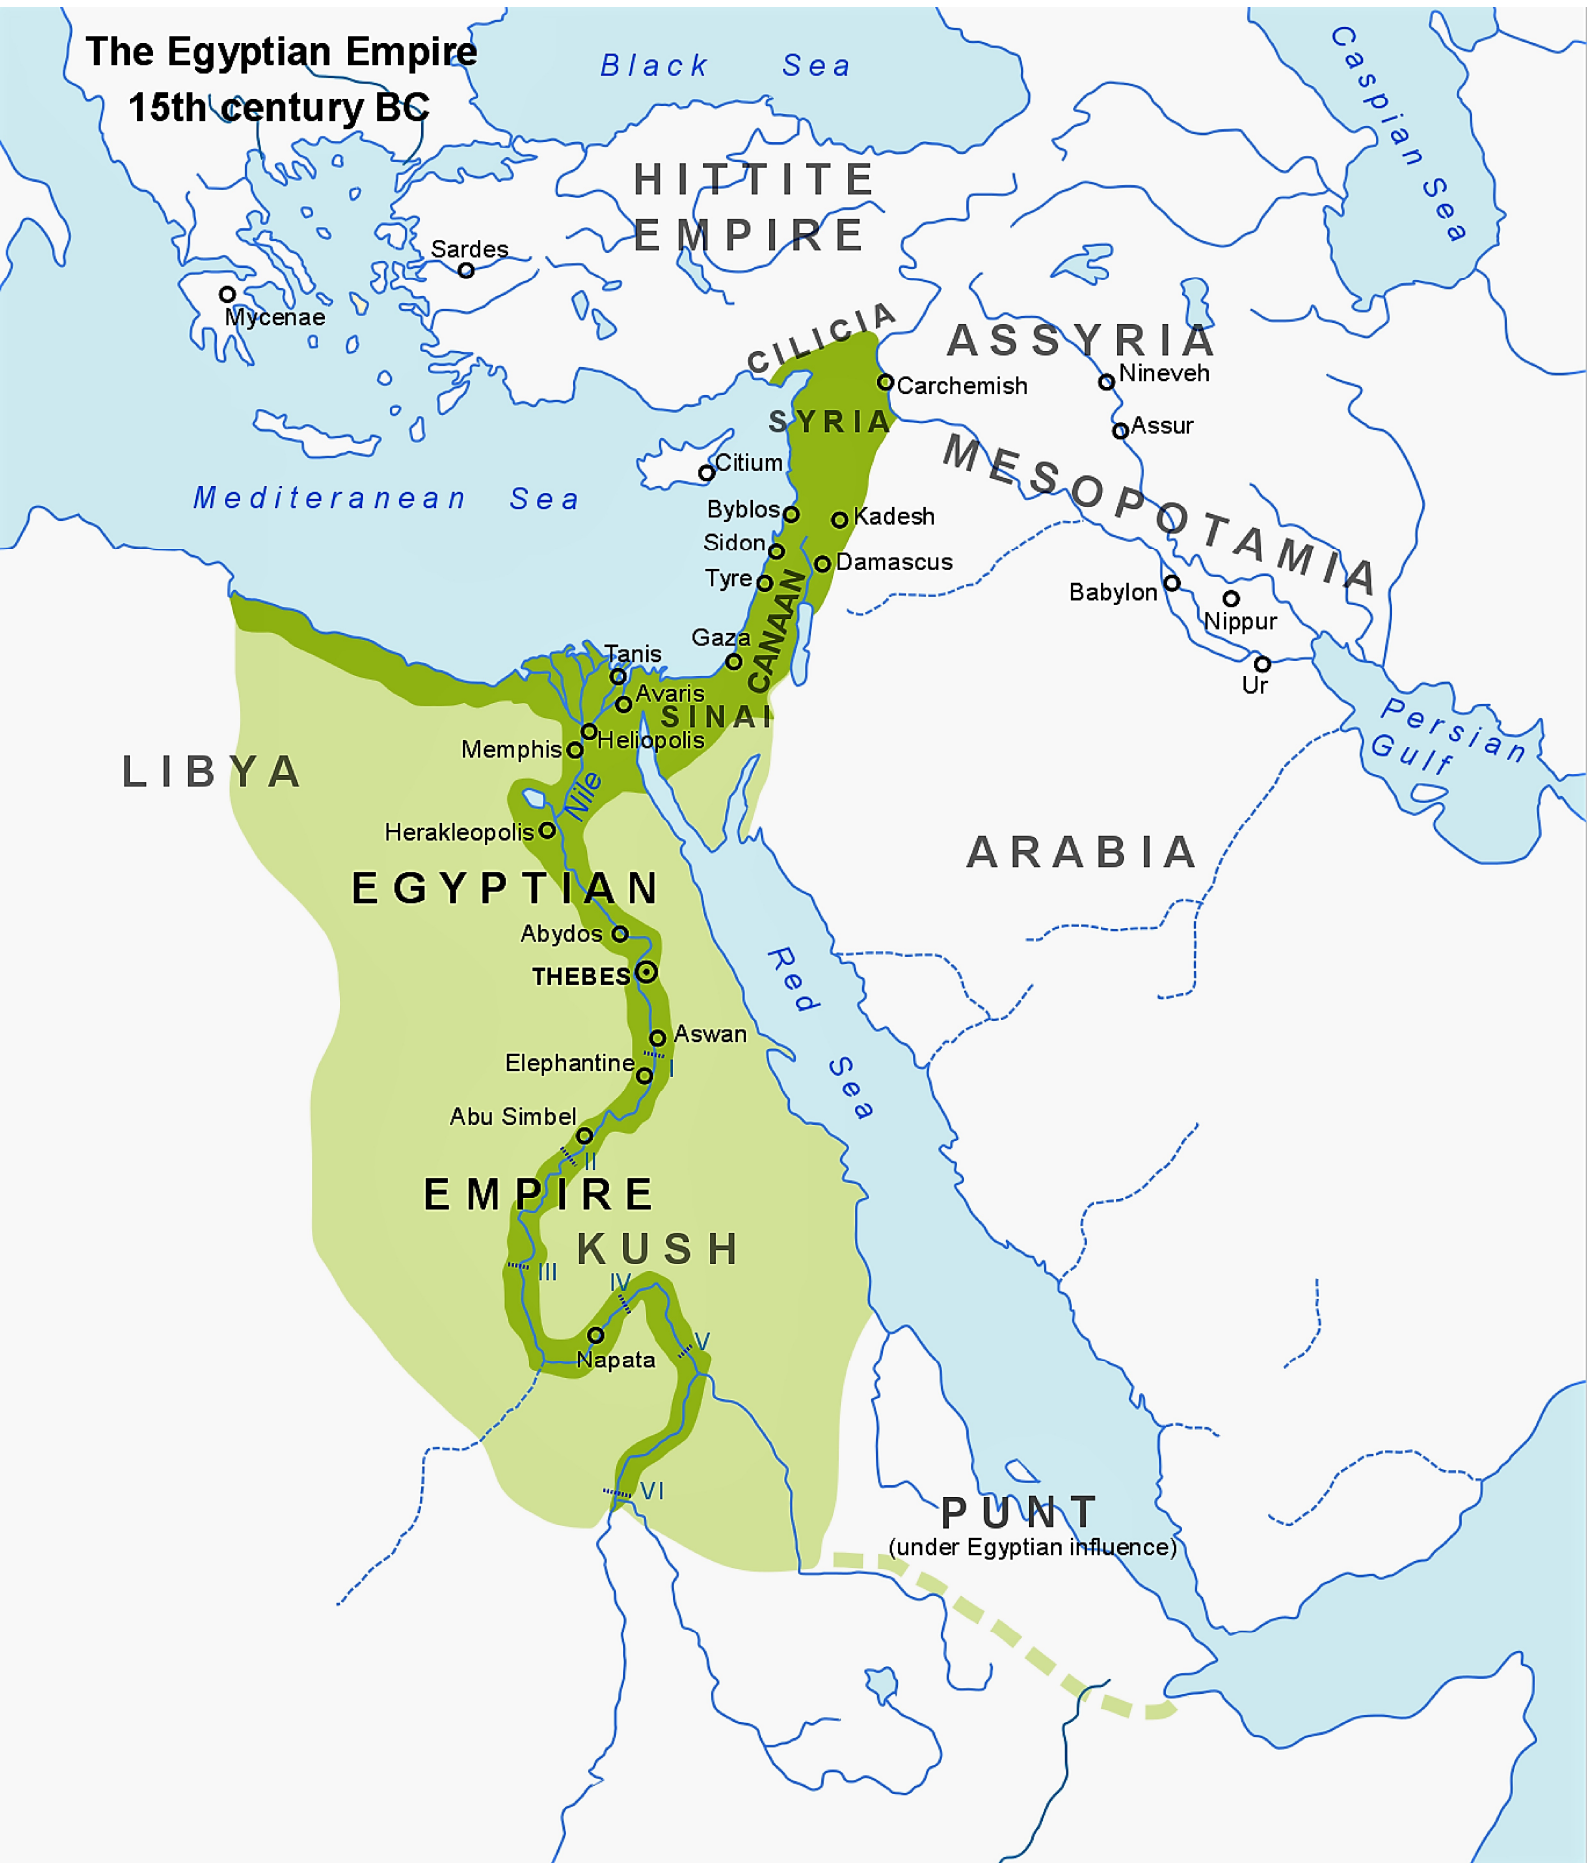 The Egyptian Empire
15th century BC
Black Sea
Caspian Sea
HITTITE
EMPIRE
Sardes
Mycenae
CILICIA
ASSYRIA
Carchemish
Nineveh
SYRIA
Assur
MESOPOTAMIA
Citium
Mediteranean Sea
Byblos
Kadesh
Sidon
Damascus
Tyre
CANAAN
Babylon
Nippur
Gaza
Tanis
Ur
Avaris
SINAI
Persian
Gulf
Heliopolis
Memphis
LIBYA
Nile
Herakleopolis
ARABIA
EGYPTIAN
Abydos
THEBES
Red Sea
Aswan
Elephantine
I
Abu Simbel
II
EMPIRE
KUSH
III
IV
V
Napata
VI
PUNT
(under Egyptian influence)